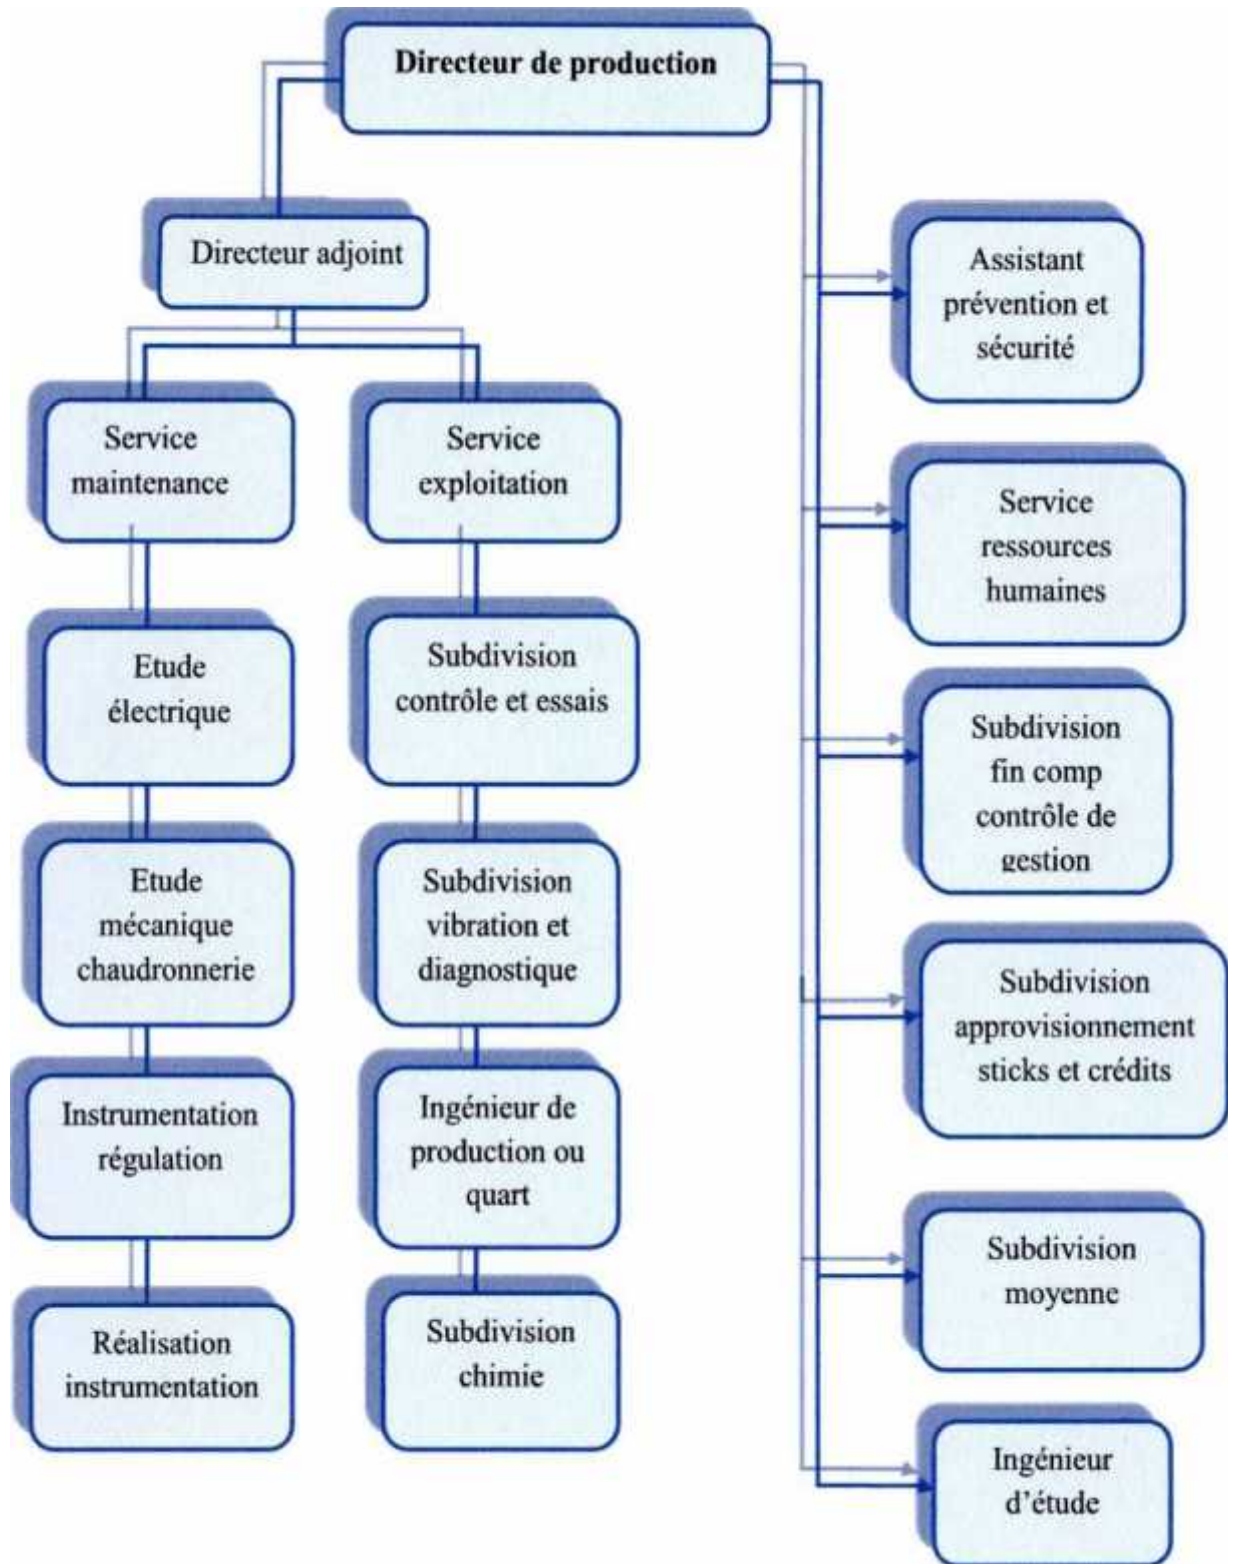 Directeur de production
Directeur adjoint
Service
maintenance
Etude
électrique
Etude
mécanique
chaudronnerie
Instrumentation
régulation
Réalisation
instrumentation
Service
exploitation
Subdivision
contrôle et essais
Subdivision
vibration et
diagnostique
Ingénieur de
production ou
quart
Subdivision
chimie
Assistant
prévention et
sécurité
Service
ressources
humaines
Subdivision
fin comp
contrôle de
gestion
Subdivision
approvisionnement
sticks et crédits
Subdivision
moyenne
Ingénieur
d'étude